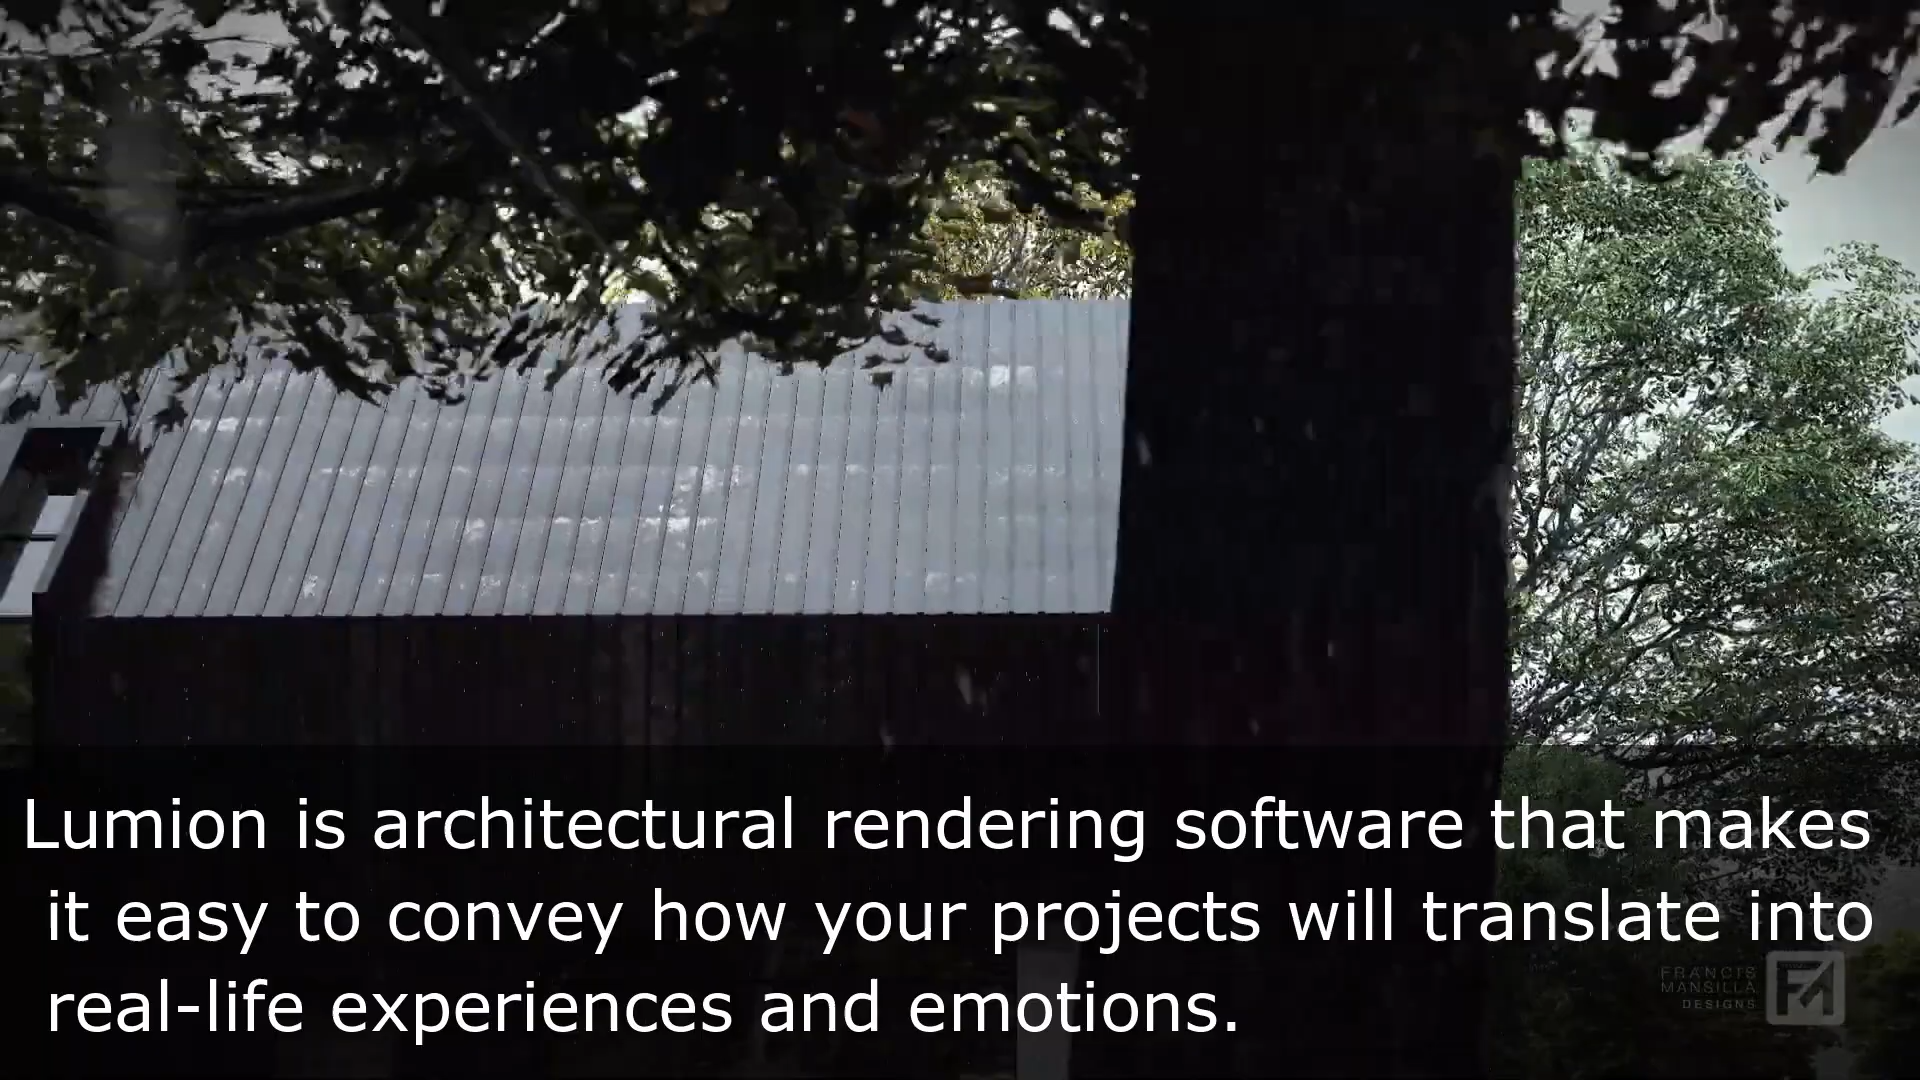 Lumion is architectural rendering software that makes
it easy to convey how your projects will translate into
real-life experiences and emotions.
FRANCIS
MANSILLA
DESIGNS